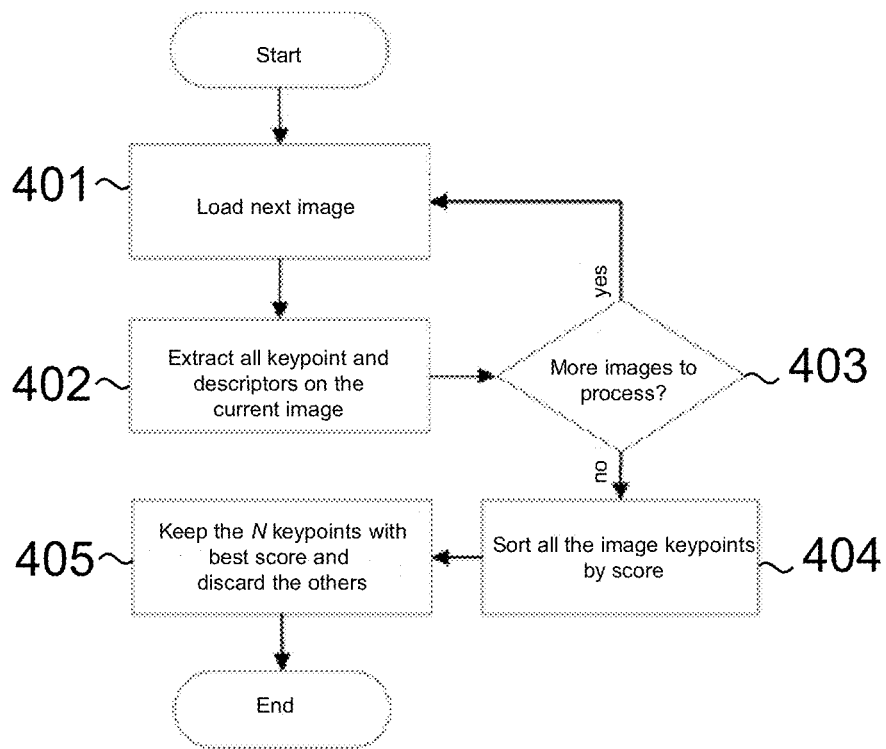 Start
401
Load next image
yes
402
Extract all keypoint and
descriptors on the
current image
More images to
process?
403
no
405
Keep the N keypoints with
best score and
discard the others
Sort all the image keypoints
by score
404
End